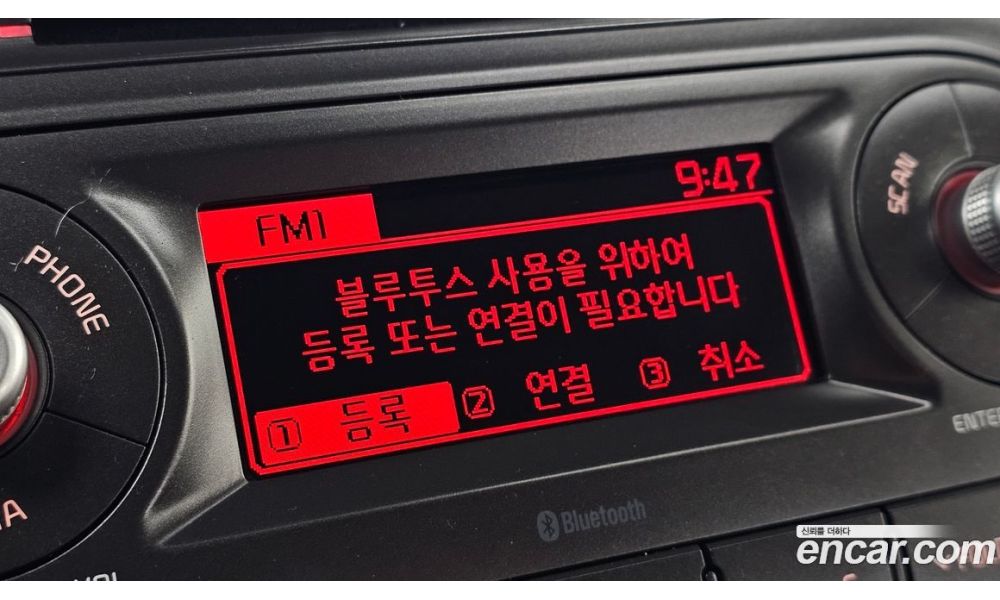 9:47
FM1
SCAN
PHONE
블루투스 사용을 위하여
등록 또는 연결이 필요합니다
1 등록 2 연결 3 취소
Bluetooth
신뢰를 더하다
encar.com